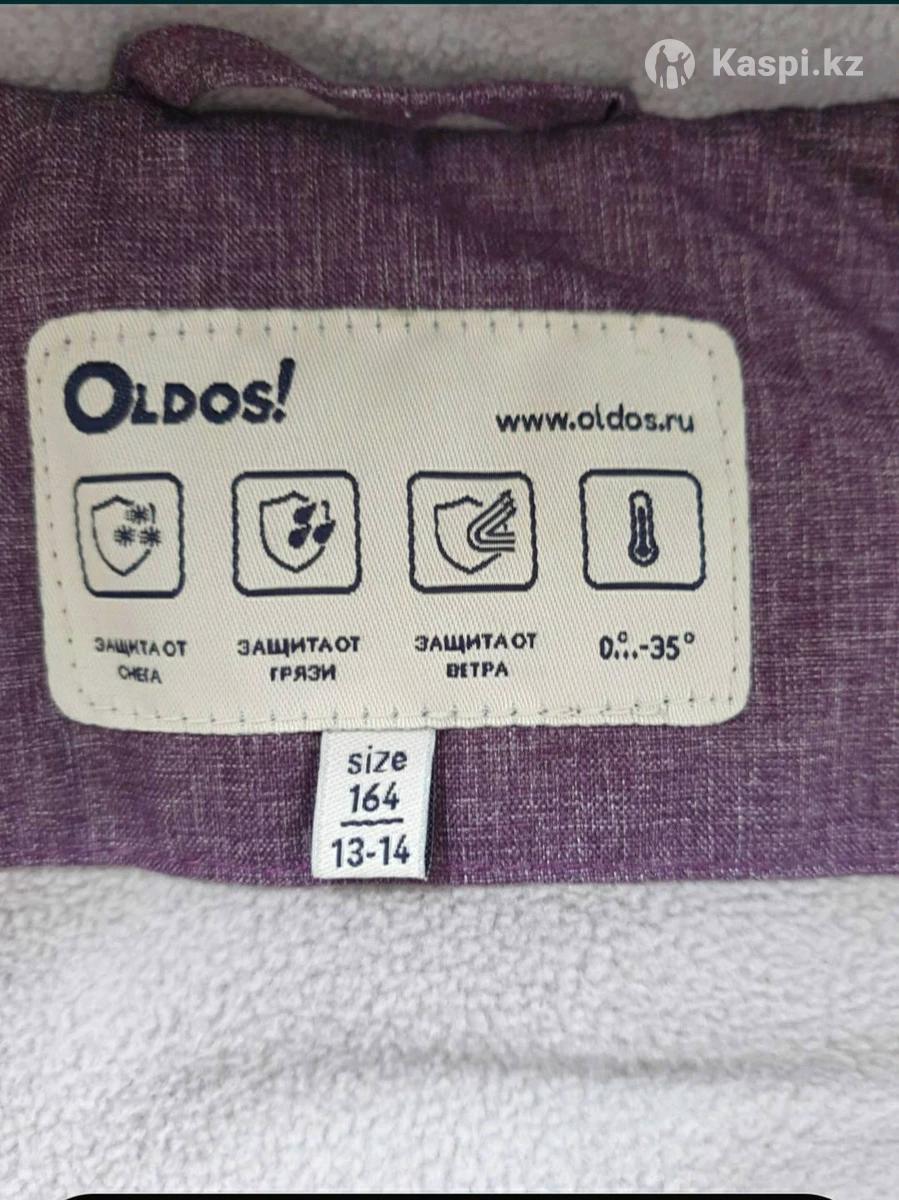 Kaspi.kz
OLDOS!
www.oldos.ru
ЗАЩИТА ОТ
СНЕГА
ЗАЩИТА ОТ
ГРЯЗИ
ЗАЩИТА ОТ
ВЕТРА
0°...-35°
size
164
13-14